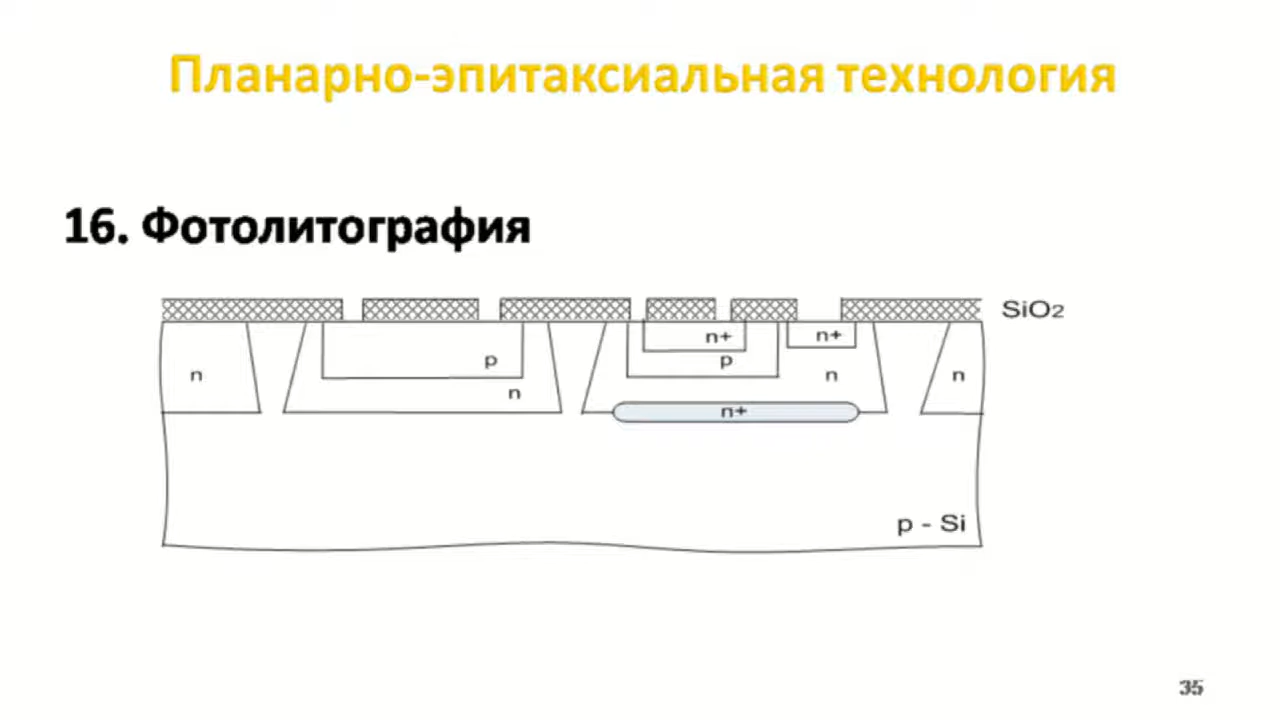 Планарно-эпитаксиальная технология
16. Фотолитография
SiO2
n+ n+
n p p n n
n
n+
p - Si
35